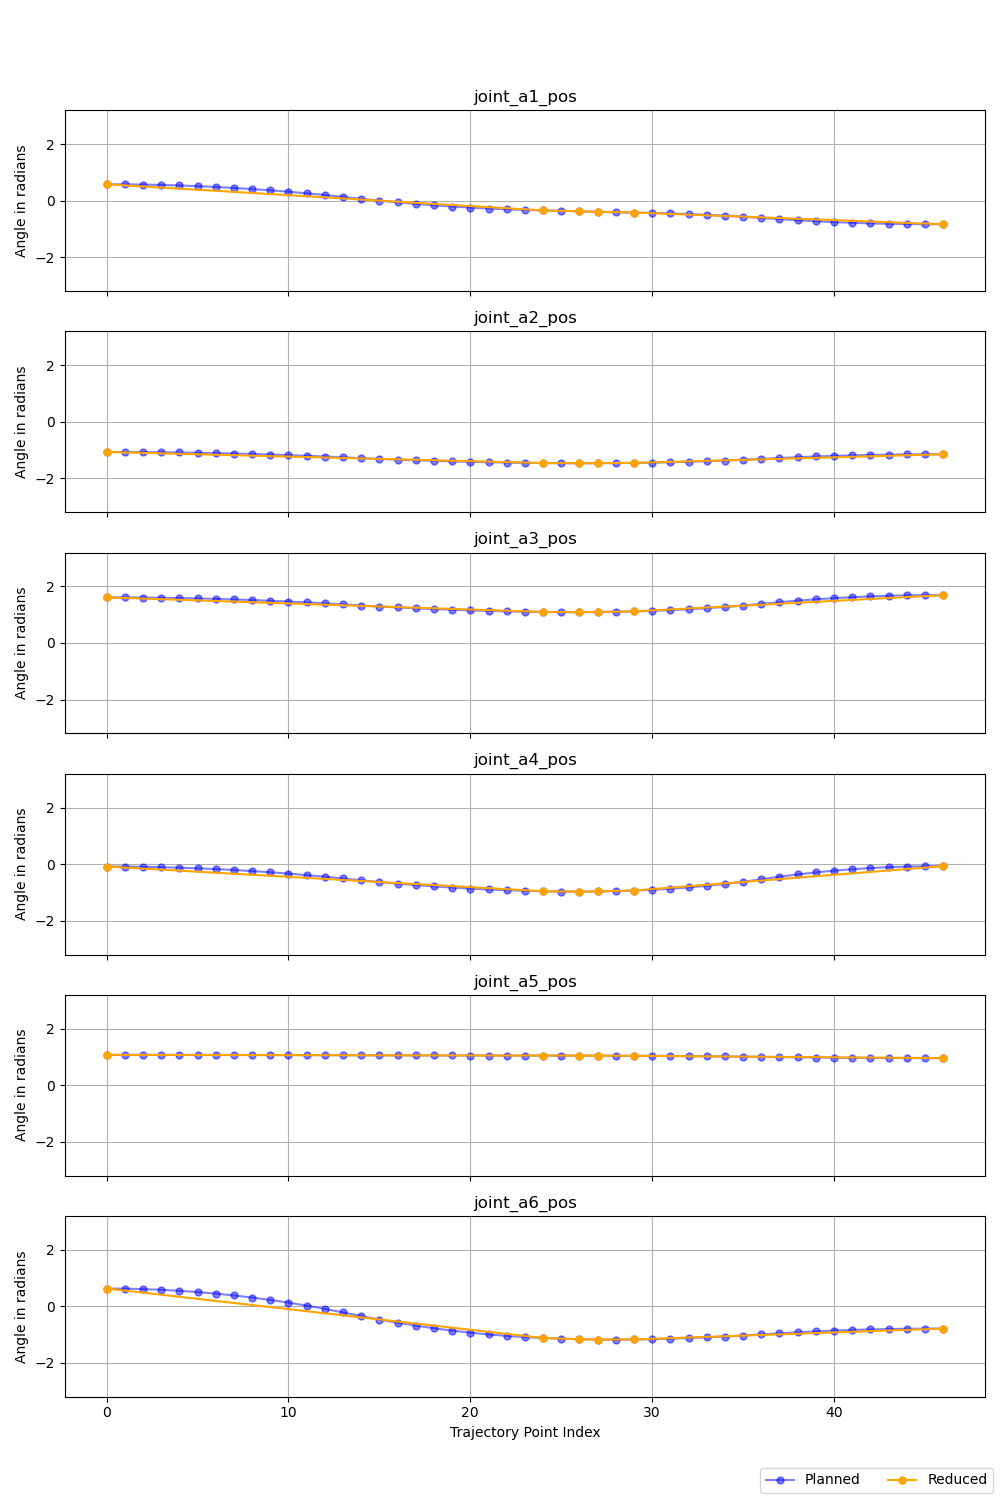 joint_a1_pos
Angle in radians
2
0
−2
joint_a2_pos
Angle in radians
2
0
−2
joint_a3_pos
Angle in radians
2
0
−2
joint_a4_pos
Angle in radians
2
0
−2
joint_a5_pos
Angle in radians
2
0
−2
joint_a6_pos
Angle in radians
2
0
−2
0 10 20 30 40
Trajectory Point Index
Planned Reduced